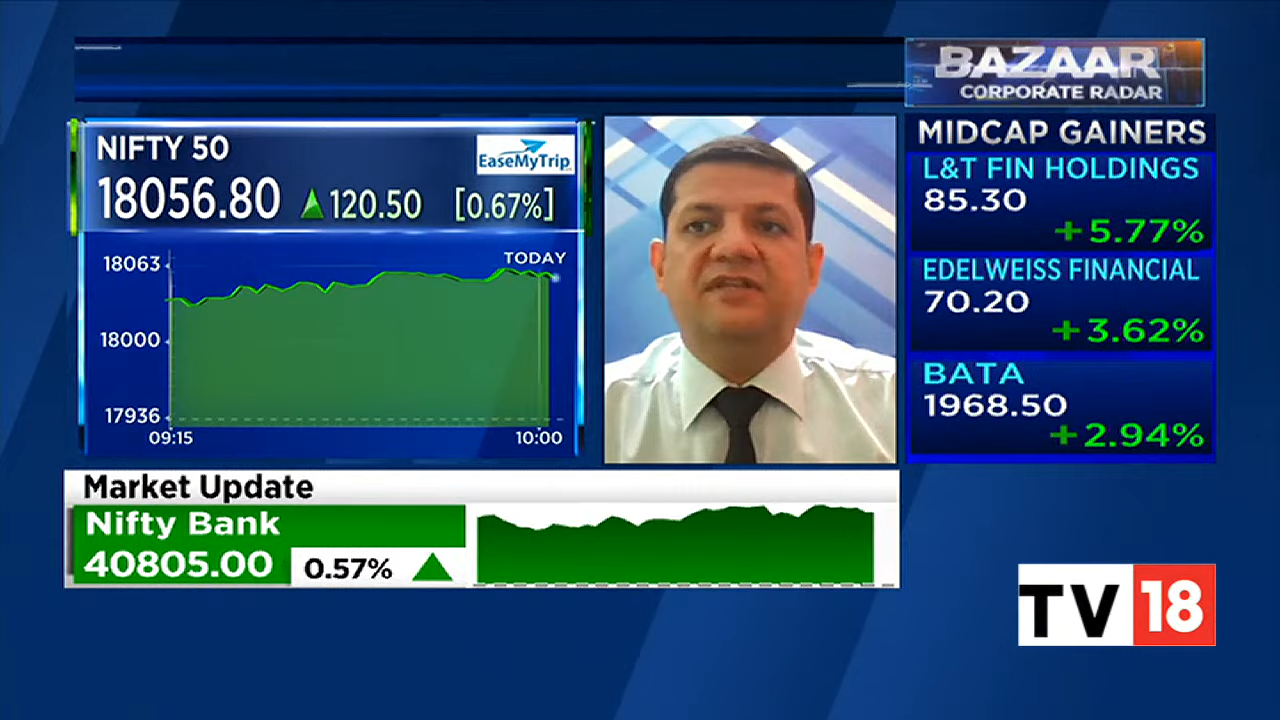 BAZAAR
CORPORATE RADAR
NIFTY 50
EaseMyTrip
18056.80 ▲ 120.50 [0.67%]
TODAY
18063
18000
17936
09:15 10:00
MIDCAP GAINERS
L&T FIN HOLDINGS
85.30
+5.77%
EDELWEISS FINANCIAL
70.20
+3.62%
BATA
1968.50
+2.94%
Market Update
Nifty Bank
40805.00 0.57% ▲
TV18